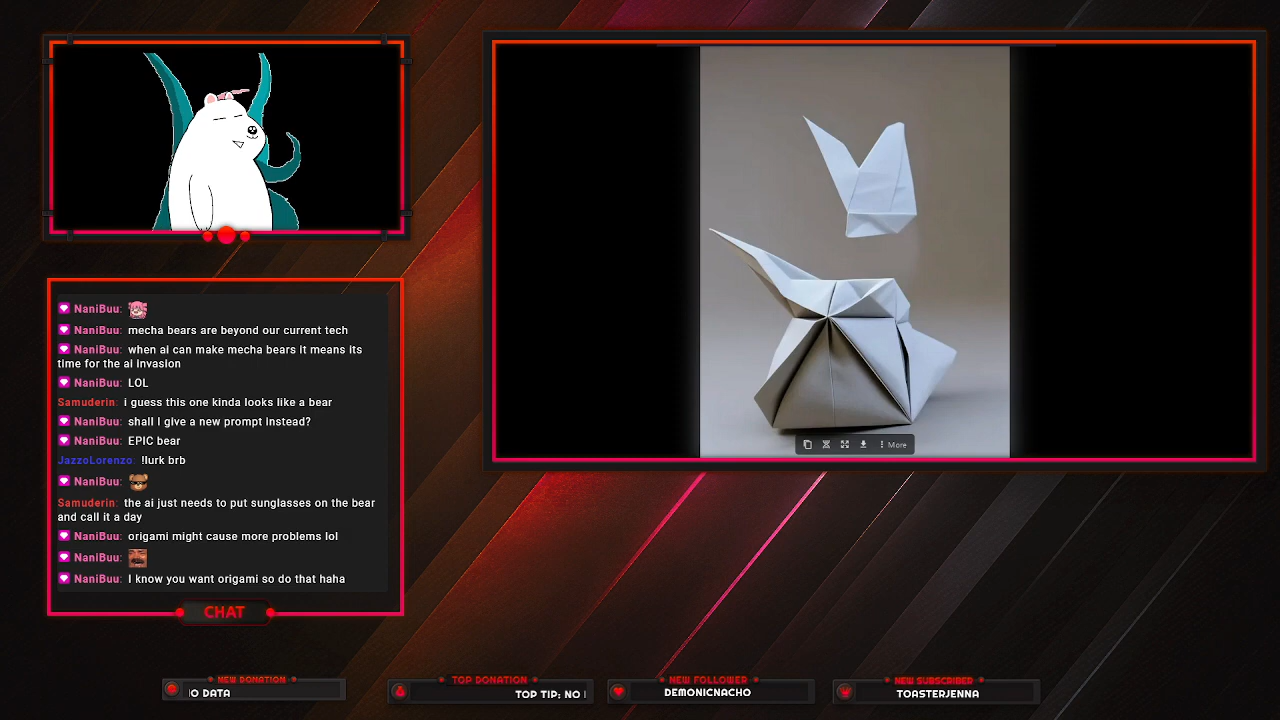 NaniBuu:
NaniBuu: mecha bears are beyond our current tech
NaniBuu: when ai can make mecha bears it means its
time for the ai invasion
NaniBuu: LOL
Samuderin: i guess this one kinda looks like a bear
NaniBuu: shall I give a new prompt instead?
NaniBuu: EPIC bear
JazzoLorenzo: !lurk brb
NaniBuu:
Samuderin: the ai just needs to put sunglasses on the bear
and call it a day
NaniBuu: origami might cause more problems lol
NaniBuu:
NaniBuu: I know you want origami so do that haha
CHAT
More
NEW DONATION
O DATA
TOP DONATION
TOP TIP: NO
NEW FOLLOWER
DEMONICNACHO
NEW SUBSCRIBED
TOASTERJENNA